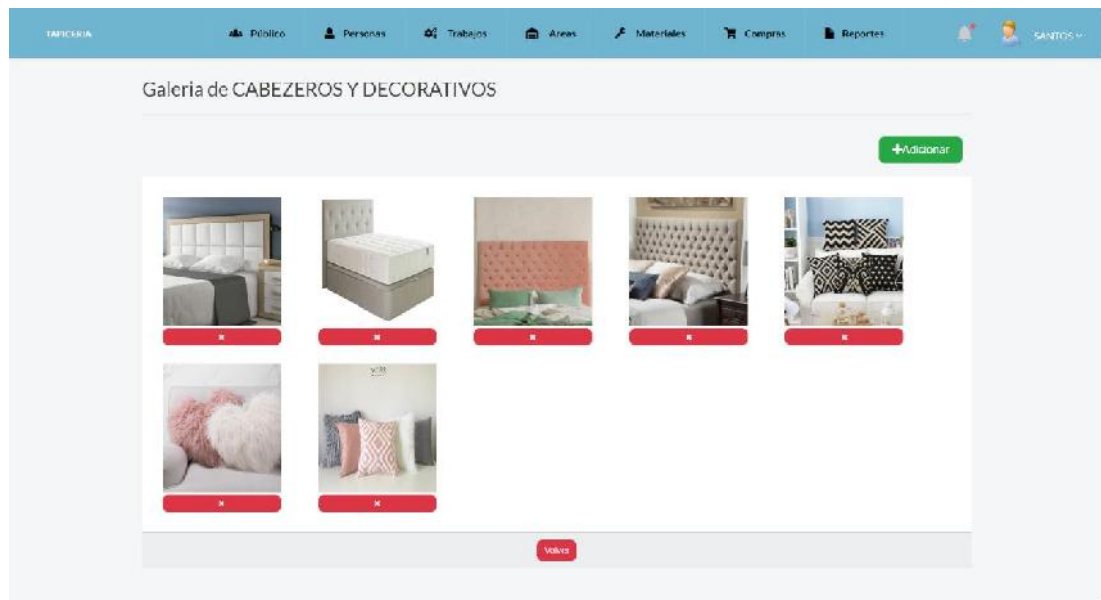 TAPICERIA Público Personas Trabajos Areas Materiales Compras Reportes SANTOS
Galeria de CABEZEROS Y DECORATIVOS
+Adicionar
Volver